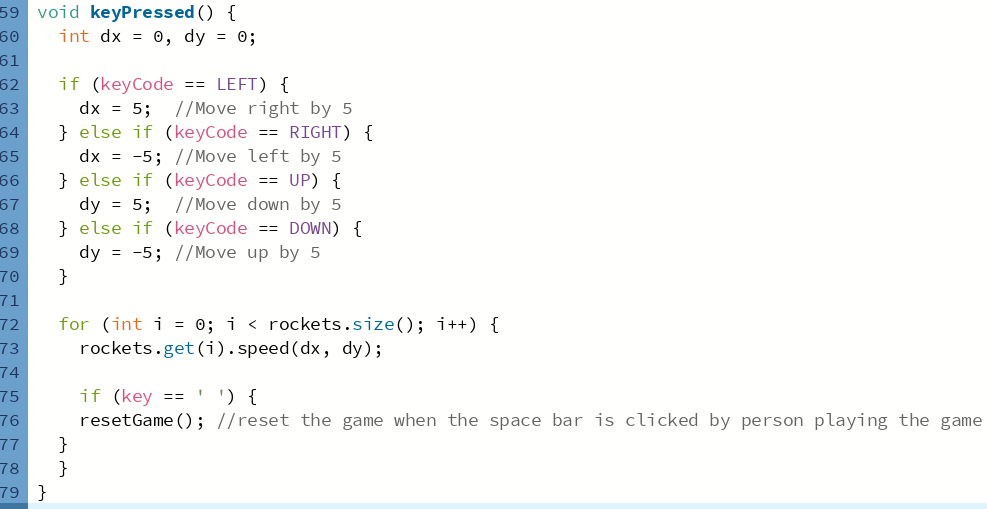 59 void keyPressed() {
60   int dx = 0, dy = 0;
61
62   if (keyCode == LEFT) {
63     dx = 5;  //Move right by 5
64   } else if (keyCode == RIGHT) {
65     dx = -5; //Move left by 5
66   } else if (keyCode == UP) {
67     dy = 5;  //Move down by 5
68   } else if (keyCode == DOWN) {
69     dy = -5; //Move up by 5
70   }
71
72   for (int i = 0; i < rockets.size(); i++) {
73     rockets.get(i).speed(dx, dy);
74
75     if (key == ' ') {
76     resetGame(); //reset the game when the space bar is clicked by person playing the game
77   }
78   }
79 }